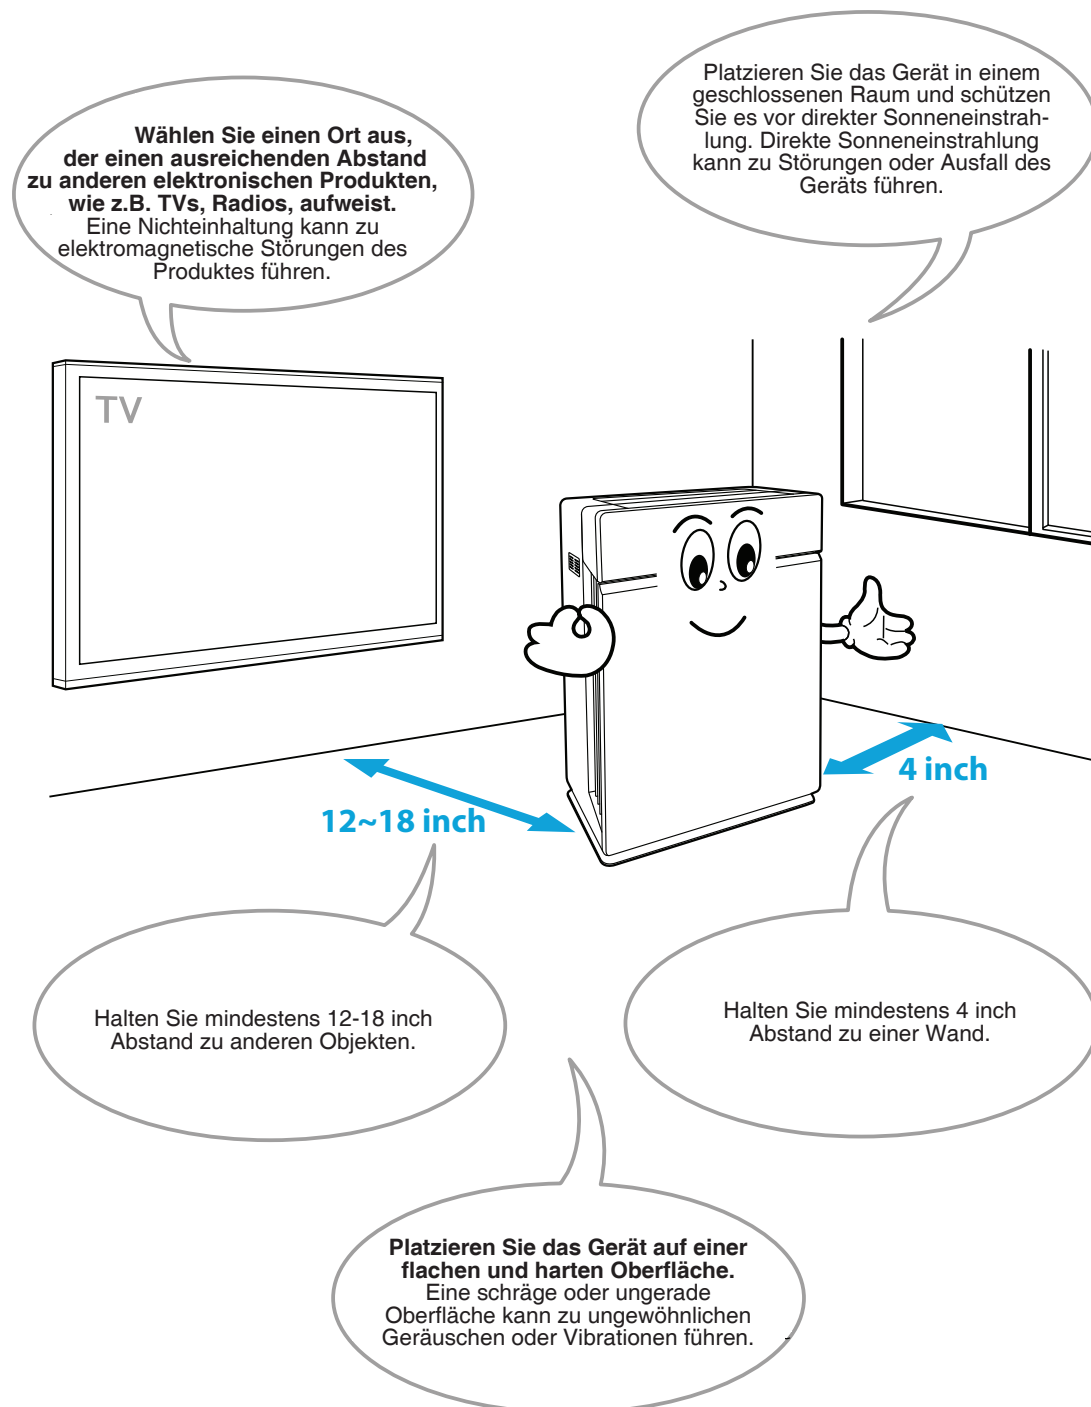 Wählen Sie einen Ort aus,
der einen ausreichenden Abstand
zu anderen elektronischen Produkten,
wie z.B. TVs, Radios, aufweist.
Eine Nichteinhaltung kann zu
elektromagnetische Störungen des
Produktes führen.
Platzieren Sie das Gerät in einem
geschlossenen Raum und schützen
Sie es vor direkter Sonneneinstrah-
lung. Direkte Sonneneinstrahlung
kann zu Störungen oder Ausfall des
Geräts führen.
TV
4 inch
12~18 inch
Halten Sie mindestens 12-18 inch
Abstand zu anderen Objekten.
Halten Sie mindestens 4 inch
Abstand zu einer Wand.
Platzieren Sie das Gerät auf einer
flachen und harten Oberfläche.
Eine schräge oder ungerade
Oberfläche kann zu ungewöhnlichen
Geräuschen oder Vibrationen führen.